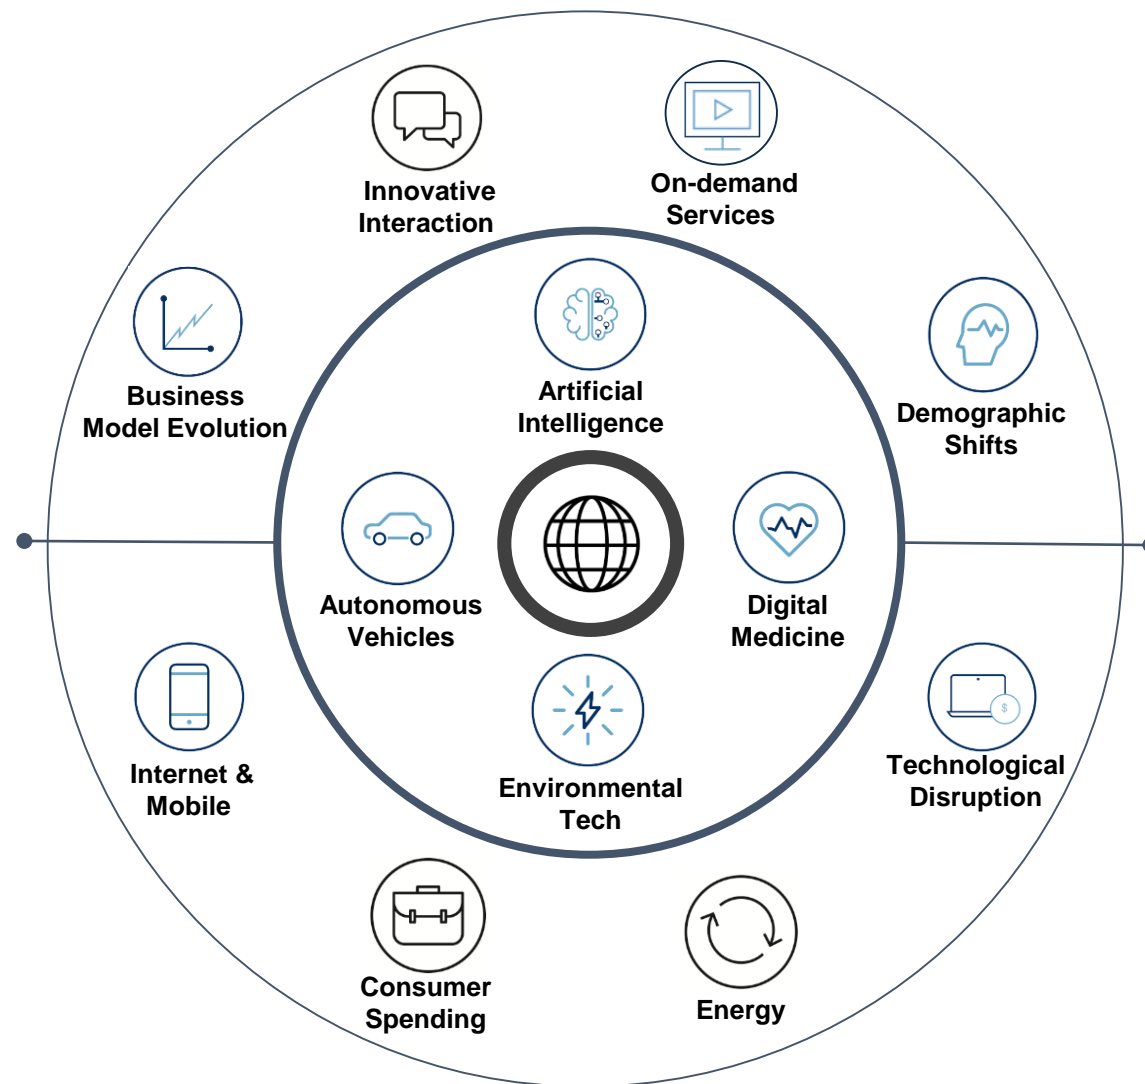 Innovative
Interaction
On-demand
Services
Business
Model Evolution
Artificial
Intelligence
Demographic
Shifts
Autonomous
Vehicles
Digital
Medicine
Internet &
Mobile
Environmental
Tech
$
Technological
Disruption
Consumer
Spending
Energy